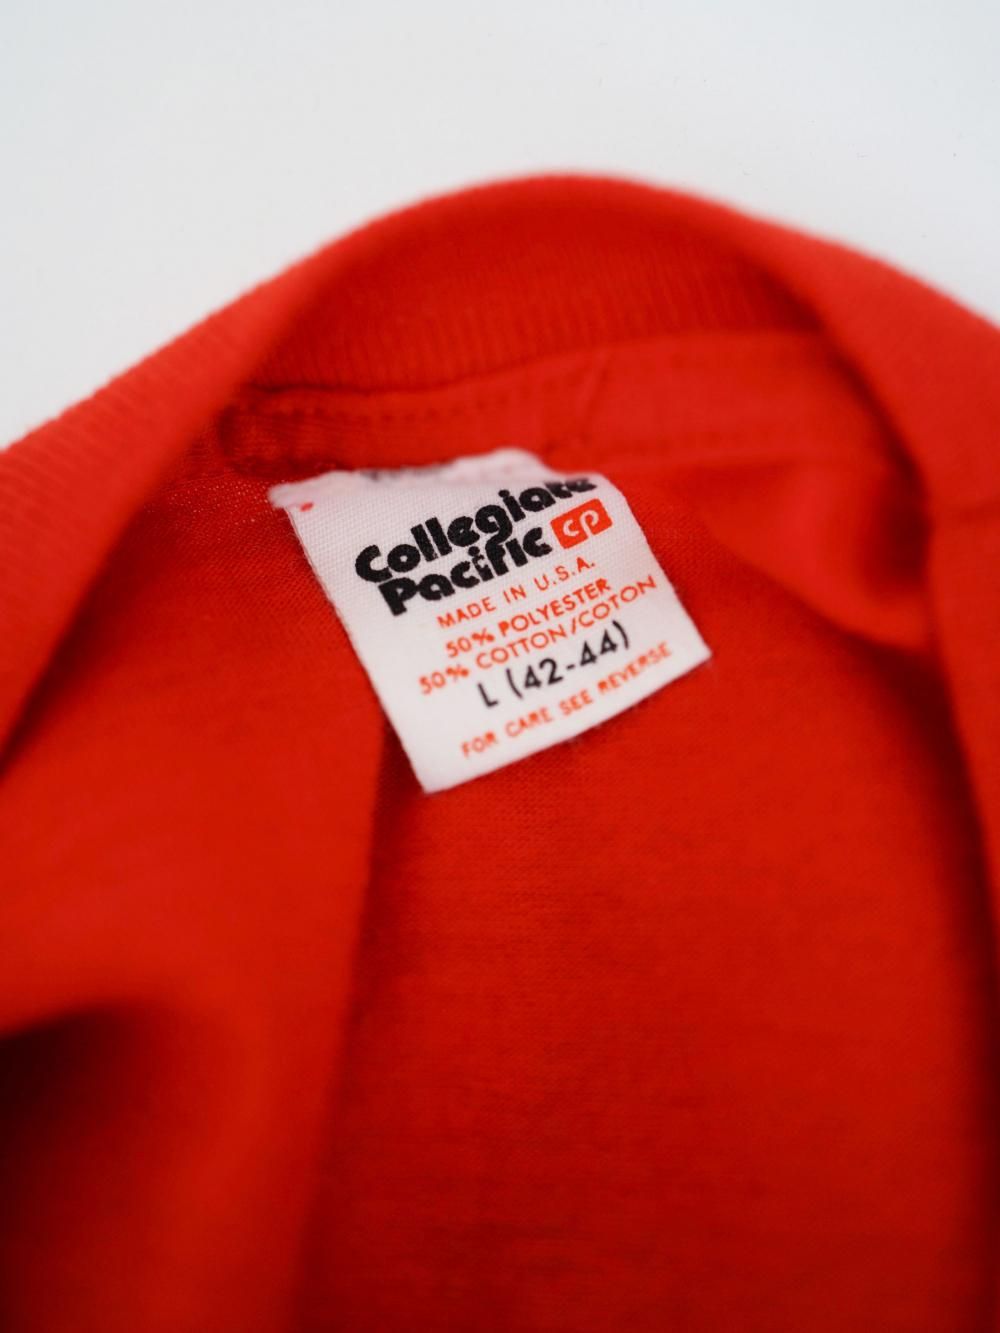 Collegiate
Pacific cp
MADE IN U.S.A.
50% POLYESTER
50% COTTON/COTON
L (42-44)
FOR CARE SEE REVERSE